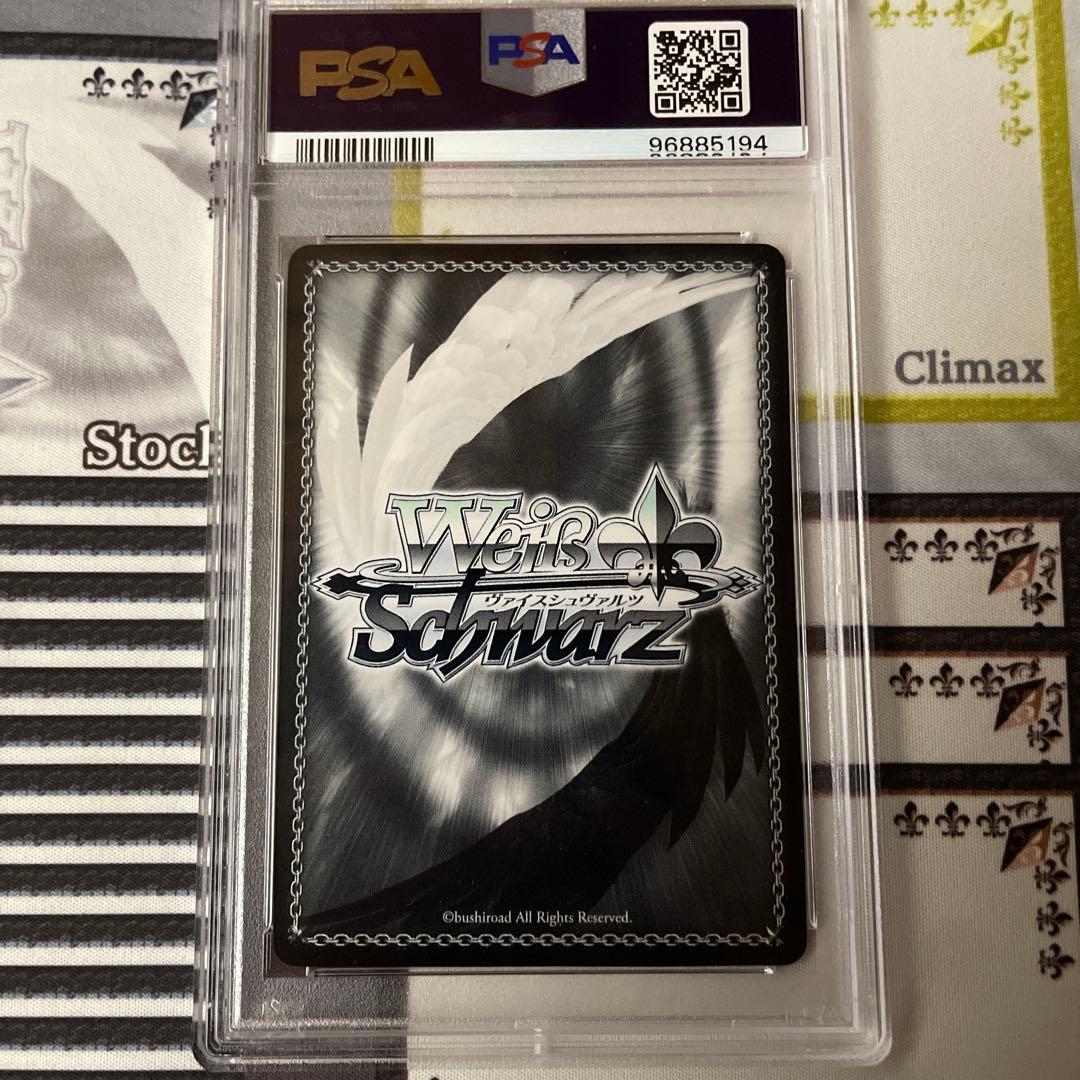 PSA
PSA
96885194
Climax
Stock
Weiß
ヴァイスシュヴァルツ
Schwarz
©bushiroad All Rights Reserved.